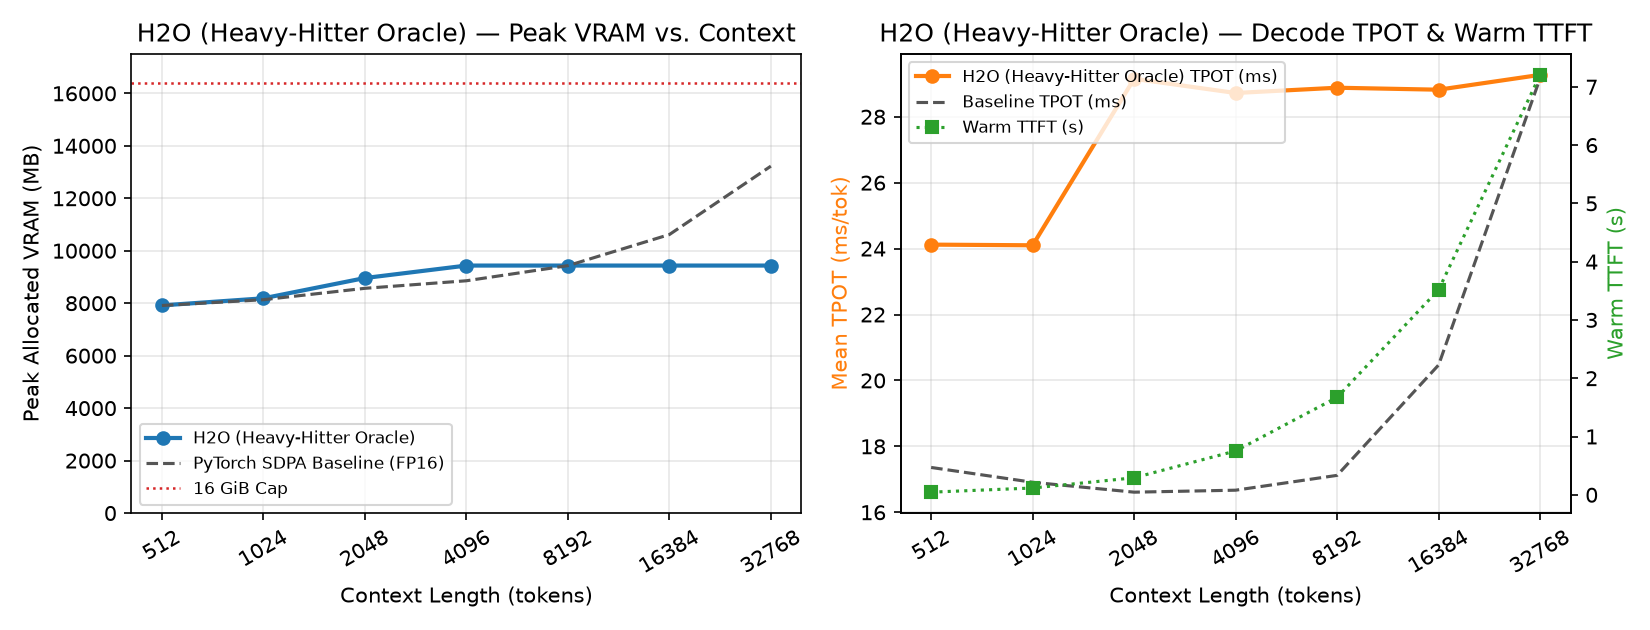 H2O (Heavy-Hitter Oracle) — Peak VRAM vs. Context
Peak Allocated VRAM (MB)
16000
14000
12000
10000
8000
6000
4000
2000
0
H2O (Heavy-Hitter Oracle)
PyTorch SDPA Baseline (FP16)
16 GiB Cap
512
1024
2048
4096
8192
16384
32768
Context Length (tokens)
H2O (Heavy-Hitter Oracle) — Decode TPOT & Warm TTFT
Mean TPOT (ms/tok)
28
26
24
22
20
18
16
H2O (Heavy-Hitter Oracle) TPOT (ms)
Baseline TPOT (ms)
Warm TTFT (s)
7
6
5
4
3
2
1
0
Warm TTFT (s)
512
1024
2048
4096
8192
16384
32768
Context Length (tokens)